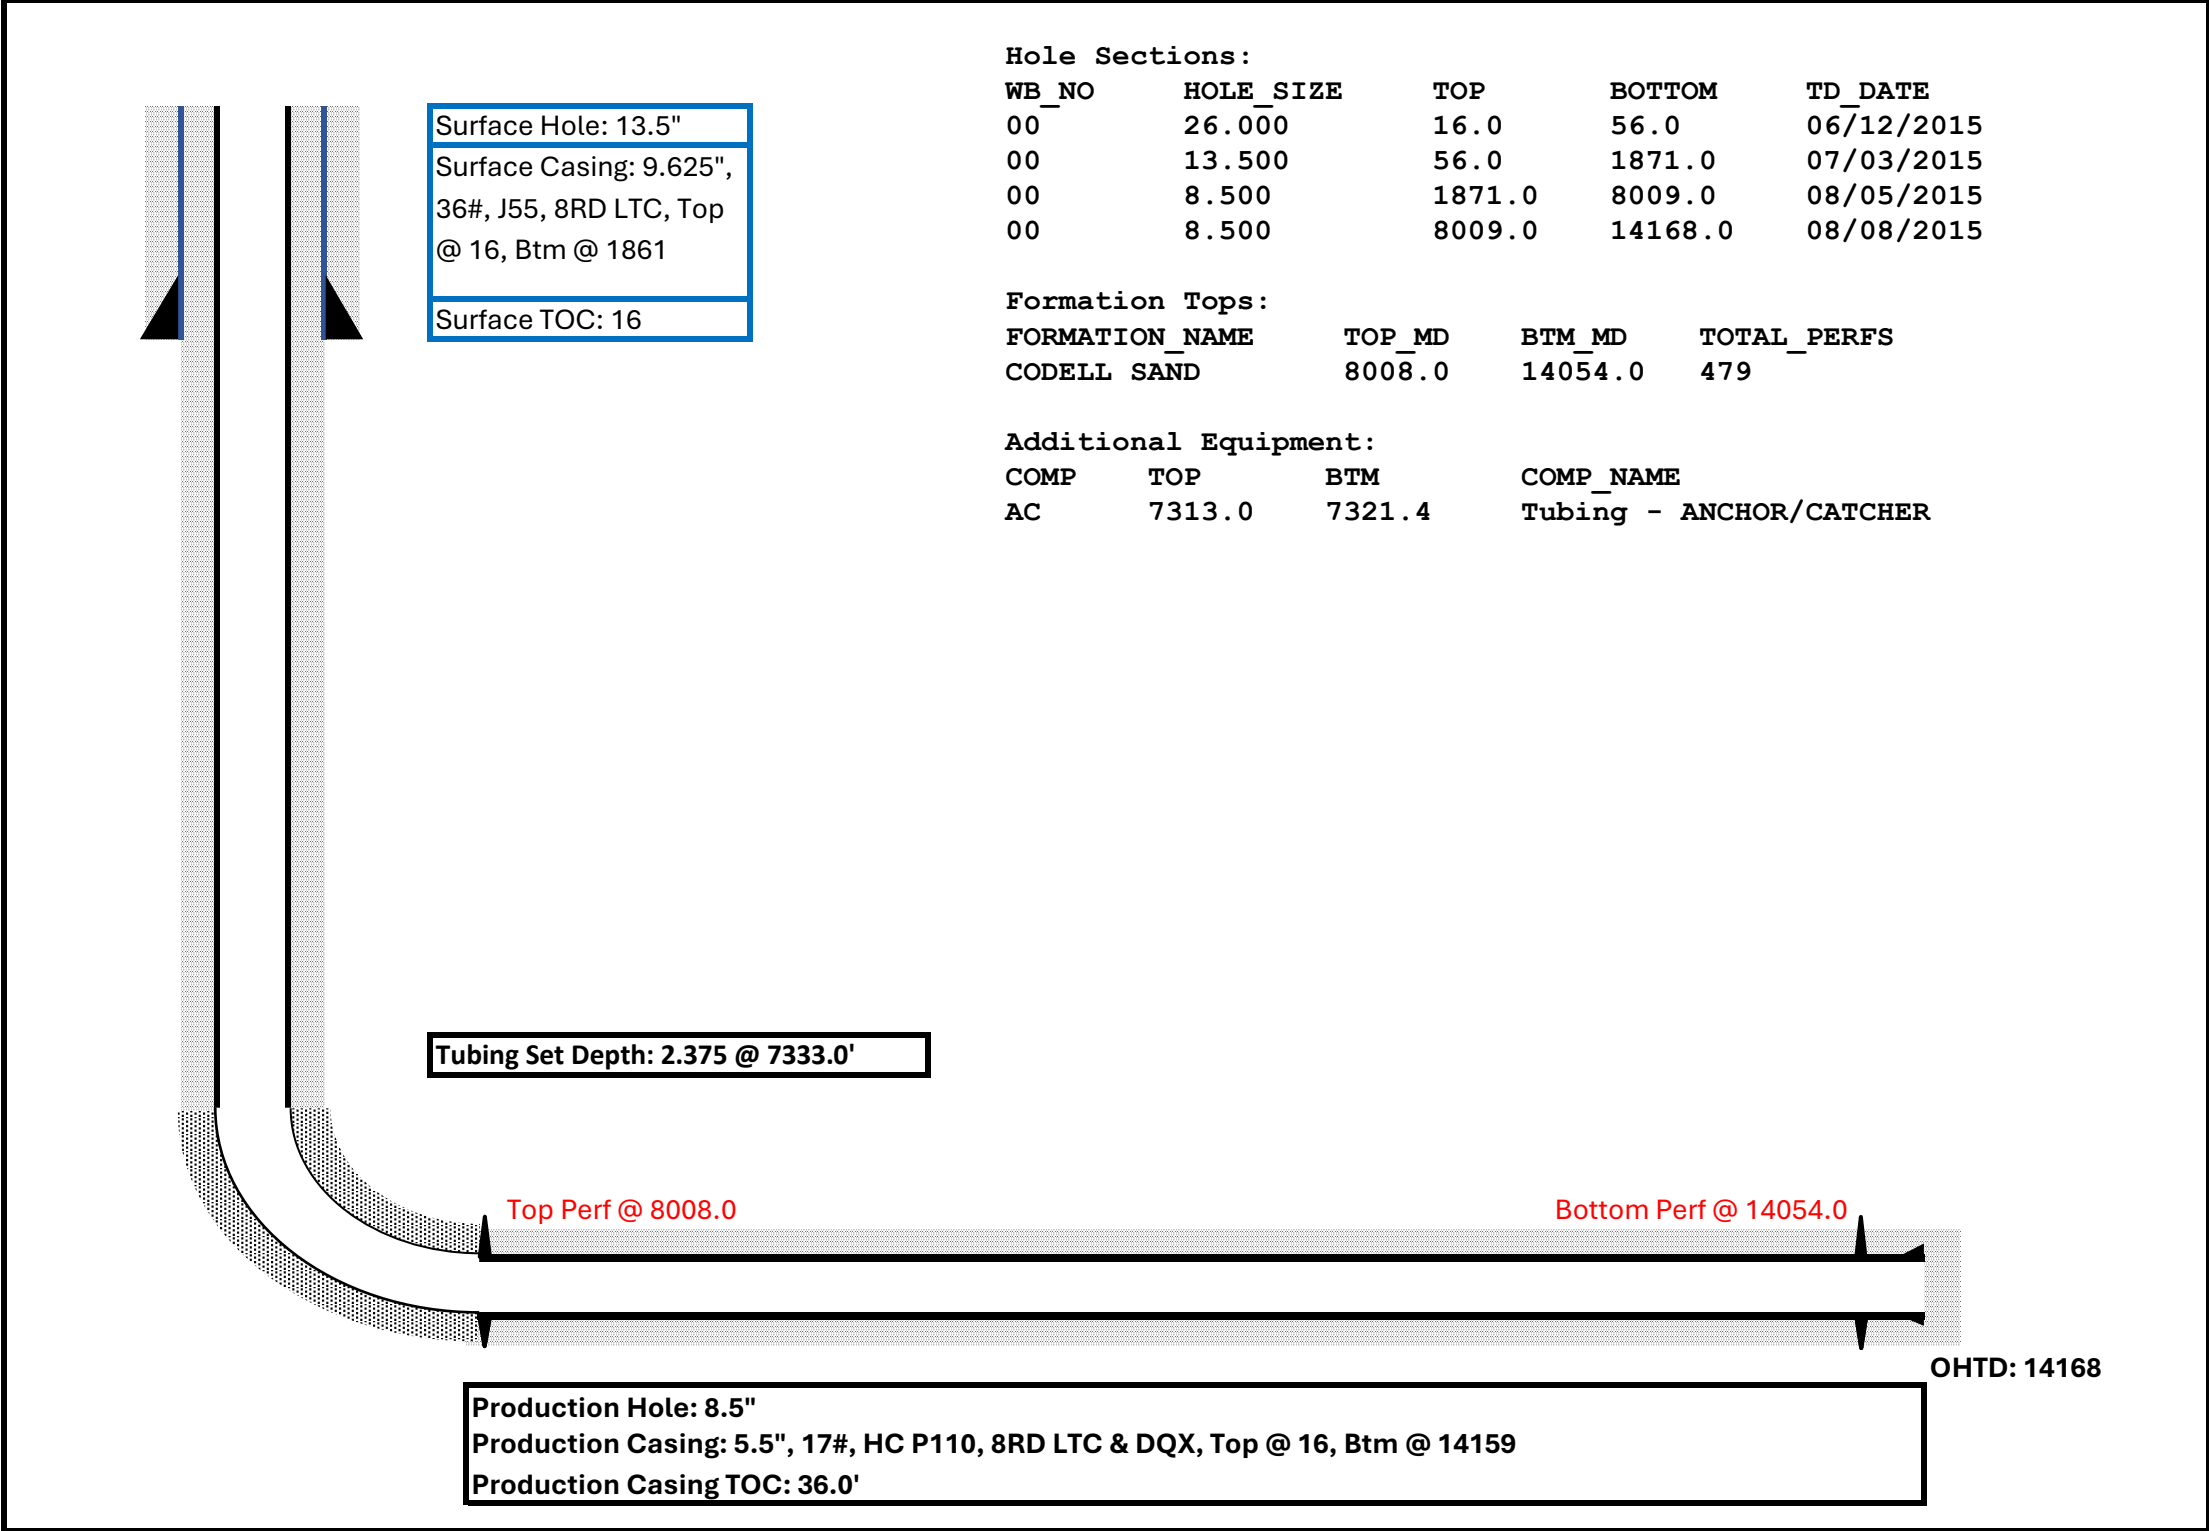 Hole Sections:
WB_NO HOLE_SIZE TOP BOTTOM TD_DATE
00 26.000 16.0 56.0 06/12/2015
00 13.500 56.0 1871.0 07/03/2015
00 8.500 1871.0 8009.0 08/05/2015
00 8.500 8009.0 14168.0 08/08/2015
Formation Tops:
FORMATION_NAME TOP_MD BTM_MD TOTAL_PERFS
CODELL SAND 8008.0 14054.0 479
Additional Equipment:
COMP TOP BTM COMP_NAME
AC 7313.0 7321.4 Tubing - ANCHOR/CATCHER
Surface Hole: 13.5"
Surface Casing: 9.625",
36#, J55, 8RD LTC, Top
@ 16, Btm @ 1861
Surface TOC: 16
Tubing Set Depth: 2.375 @ 7333.0'
Top Perf @ 8008.0
Bottom Perf @ 14054.0
OHTD: 14168
Production Hole: 8.5"
Production Casing: 5.5", 17#, HC P110, 8RD LTC & DQX, Top @ 16, Btm @ 14159
Production Casing TOC: 36.0'